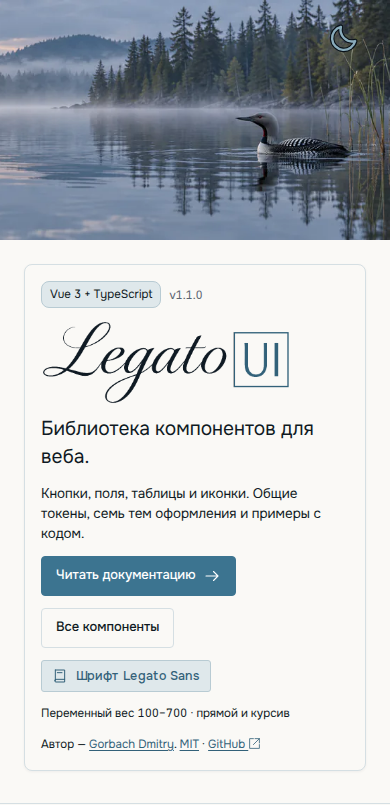 Vue 3 + TypeScript v1.1.0
Legato UI
Библиотека компонентов для
веба.
Кнопки, поля, таблицы и иконки. Общие
токены, семь тем оформления и примеры с
кодом.
Читать документацию →
Все компоненты
Шрифт Legato Sans
Переменный вес 100–700 · прямой и курсив
Автор — Gorbach Dmitry. MIT · GitHub